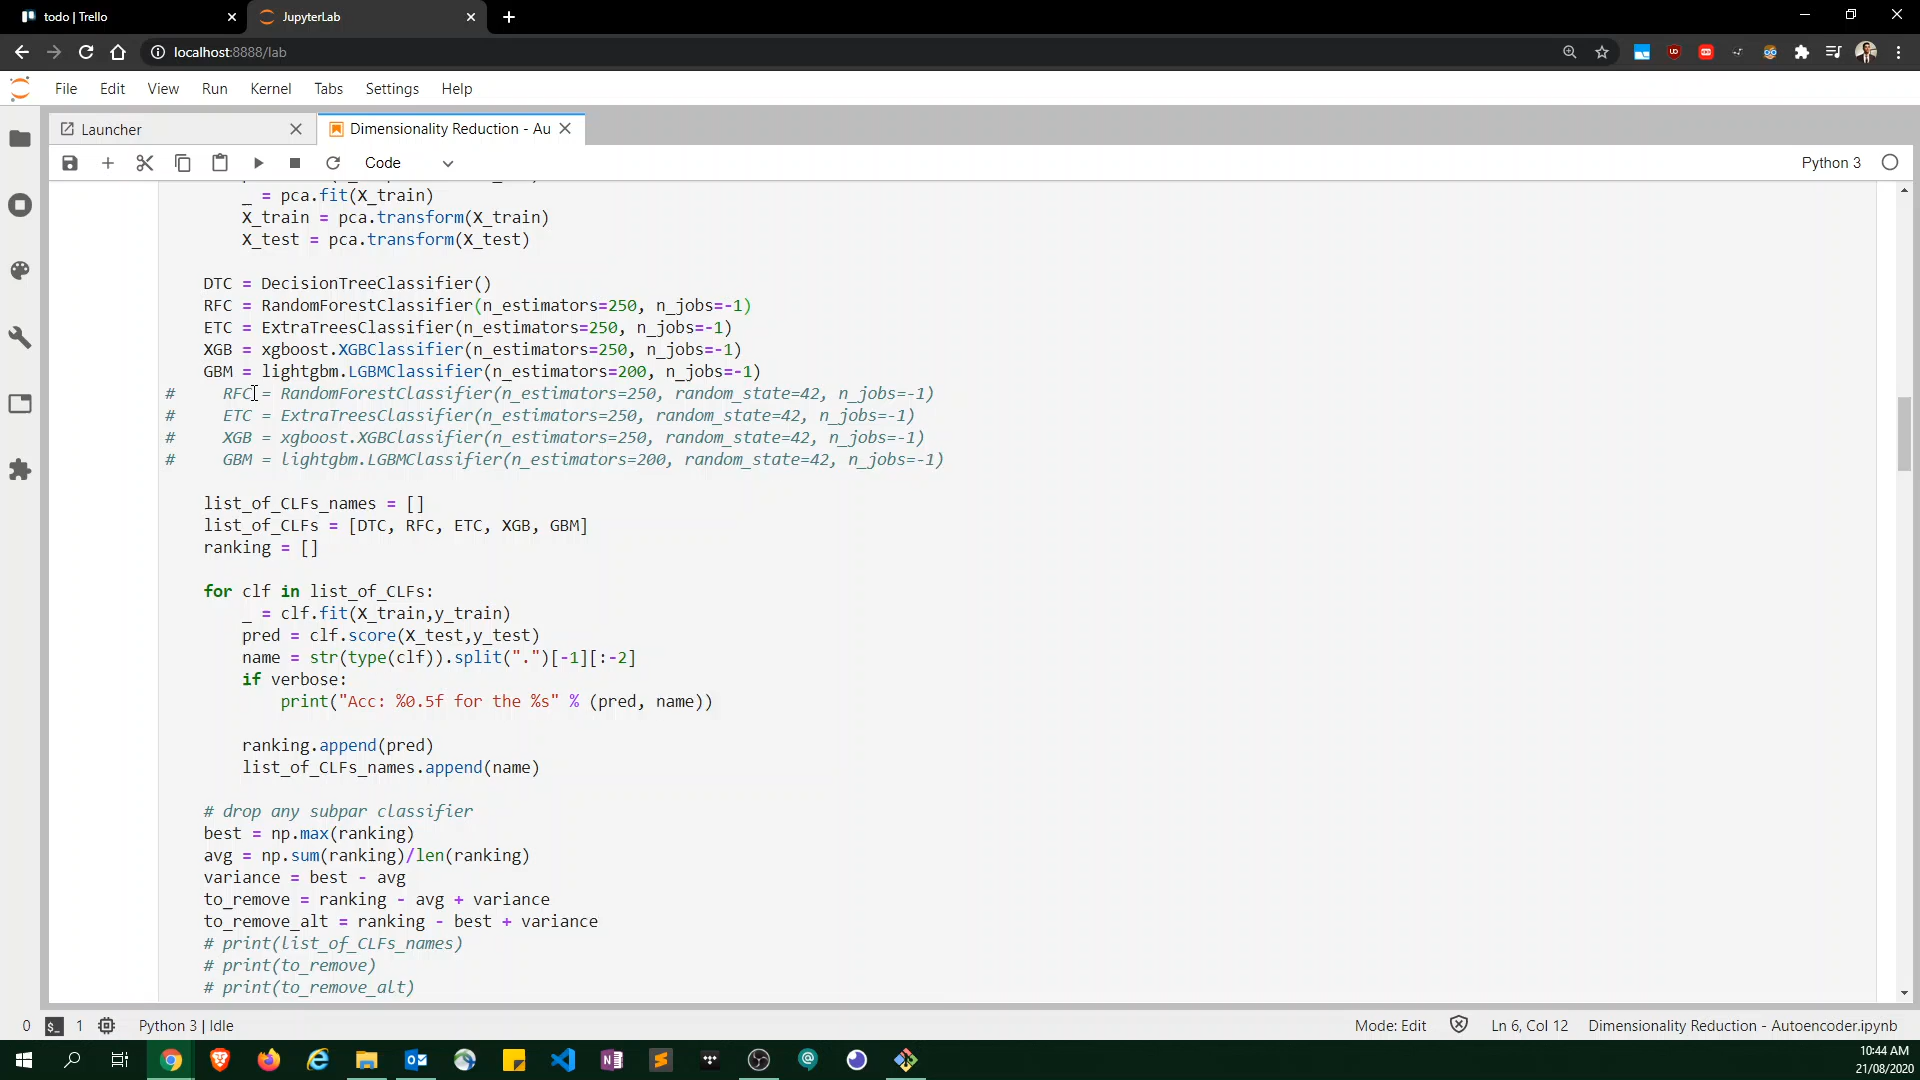 todo | Trello
JupyterLab
localhost:8888/lab
File Edit View Run Kernel Tabs Settings Help
Launcher
Dimensionality Reduction - Au
Code
Python 3
_ = pca.fit(X_train)
X_train = pca.transform(X_train)
X_test = pca.transform(X_test)
DTC = DecisionTreeClassifier()
RFC = RandomForestClassifier(n_estimators=250, n_jobs=-1)
ETC = ExtraTreesClassifier(n_estimators=250, n_jobs=-1)
XGB = xgboost.XGBClassifier(n_estimators=250, n_jobs=-1)
GBM = lightgbm.LGBMClassifier(n_estimators=200, n_jobs=-1)
# RFC = RandomForestClassifier(n_estimators=250, random_state=42, n_jobs=-1)
# ETC = ExtraTreesClassifier(n_estimators=250, random_state=42, n_jobs=-1)
# XGB = xgboost.XGBClassifier(n_estimators=250, random_state=42, n_jobs=-1)
# GBM = lightgbm.LGBMClassifier(n_estimators=200, random_state=42, n_jobs=-1)
list_of_CLFs_names = []
list_of_CLFs = [DTC, RFC, ETC, XGB, GBM]
ranking = []
for clf in list_of_CLFs:
_ = clf.fit(X_train,y_train)
pred = clf.score(X_test,y_test)
name = str(type(clf)).split(".")[-1][:-2]
if verbose:
print("Acc: %0.5f for the %s" % (pred, name))
ranking.append(pred)
list_of_CLFs_names.append(name)
# drop any subpar classifier
best = np.max(ranking)
avg = np.sum(ranking)/len(ranking)
variance = best - avg
to_remove = ranking - avg + variance
to_remove_alt = ranking - best + variance
# print(list_of_CLFs_names)
# print(to_remove)
# print(to_remove_alt)
0 $_ 1 Python 3 | Idle
Mode: Edit Ln 6, Col 12 Dimensionality Reduction - Autoencoder.ipynb
10:44 AM
21/08/2020